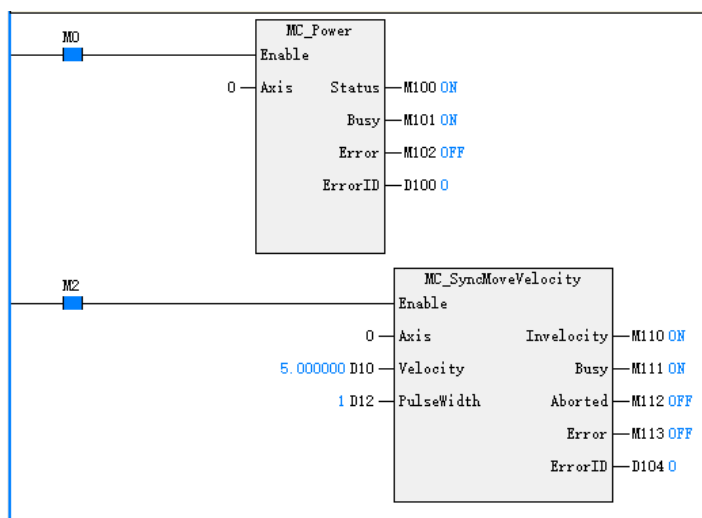 M0
MC_Power
Enable
0 Axis Status M100 ON
Busy M101 ON
Error M102 OFF
ErrorID D100 0
M2
MC_SyncMoveVelocity
Enable
0 Axis Invelocity M110 ON
5.000000 D10 Velocity Busy M111 ON
1 D12 PulseWidth Aborted M112 OFF
Error M113 OFF
ErrorID D104 0